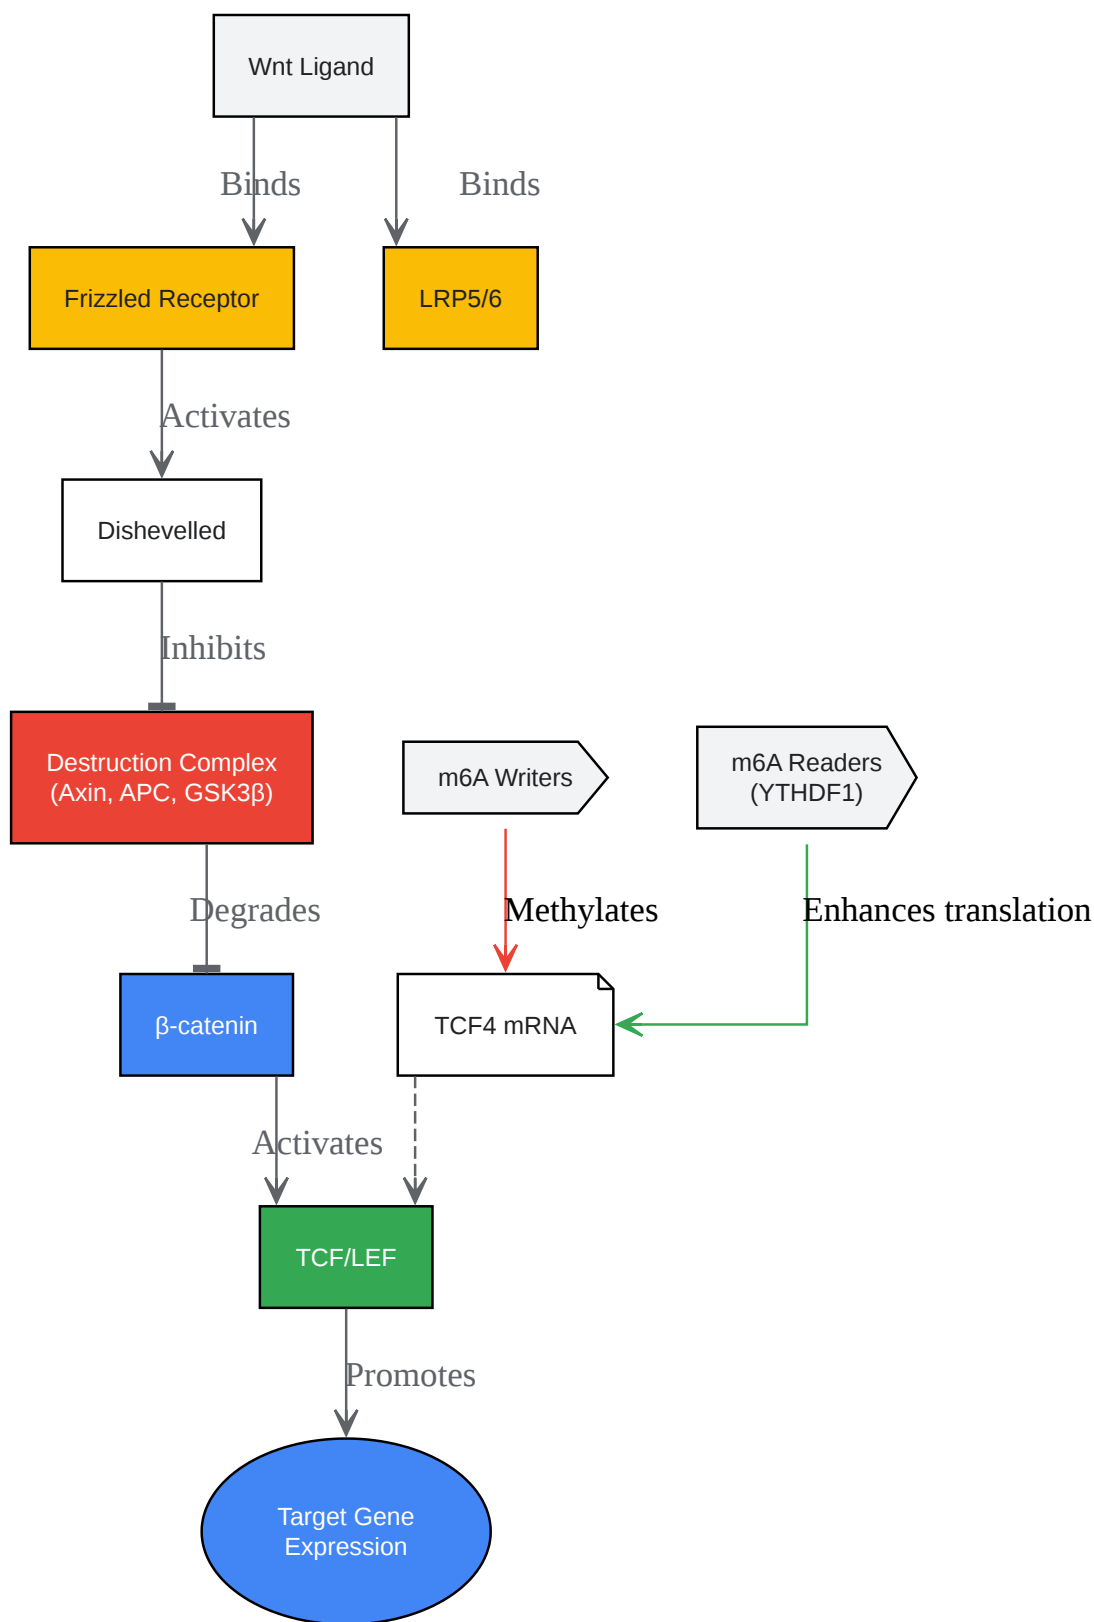 Wnt Ligand
Binds
Binds
Frizzled Receptor
LRP5/6
Activates
Dishevelled
Inhibits
Destruction Complex
(Axin, APC, GSK3β)
m6A Writers
m6A Readers
(YTHDF1)
Degrades
Methylates
Enhances translation
β-catenin
TCF4 mRNA
Activates
TCF/LEF
Promotes
Target Gene
Expression